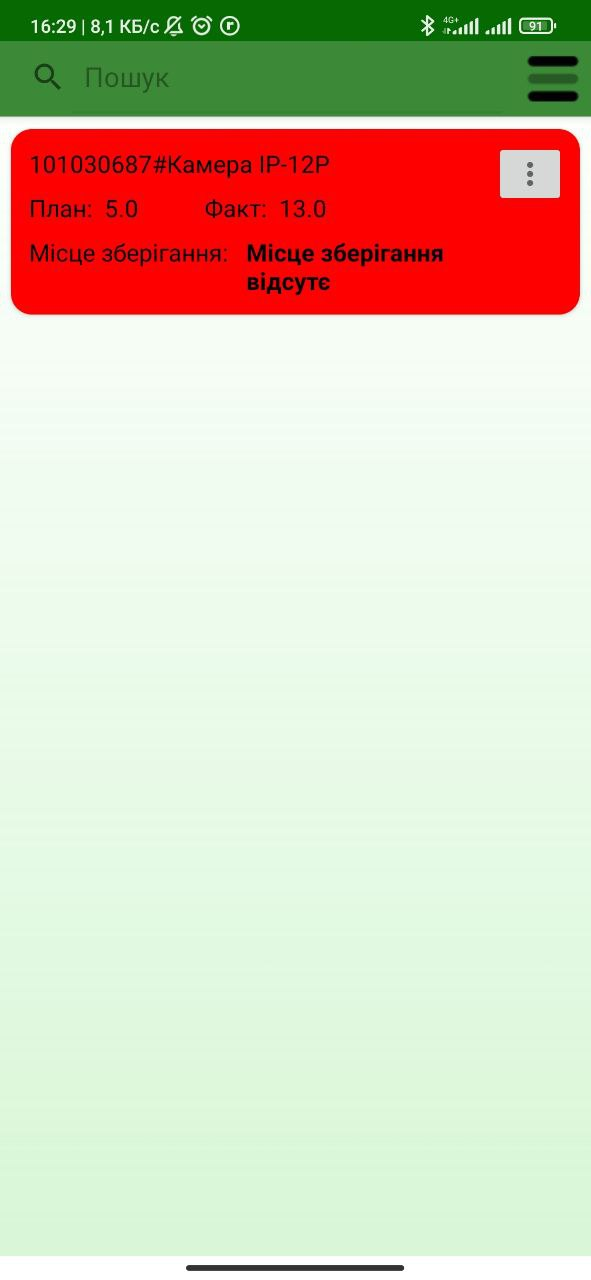 16:29 | 8,1 КБ/с
4G+
91
Пошук
101030687#Камера IP-12P
План: 5.0 Факт: 13.0
Місце зберігання: Місце зберігання
відсутє